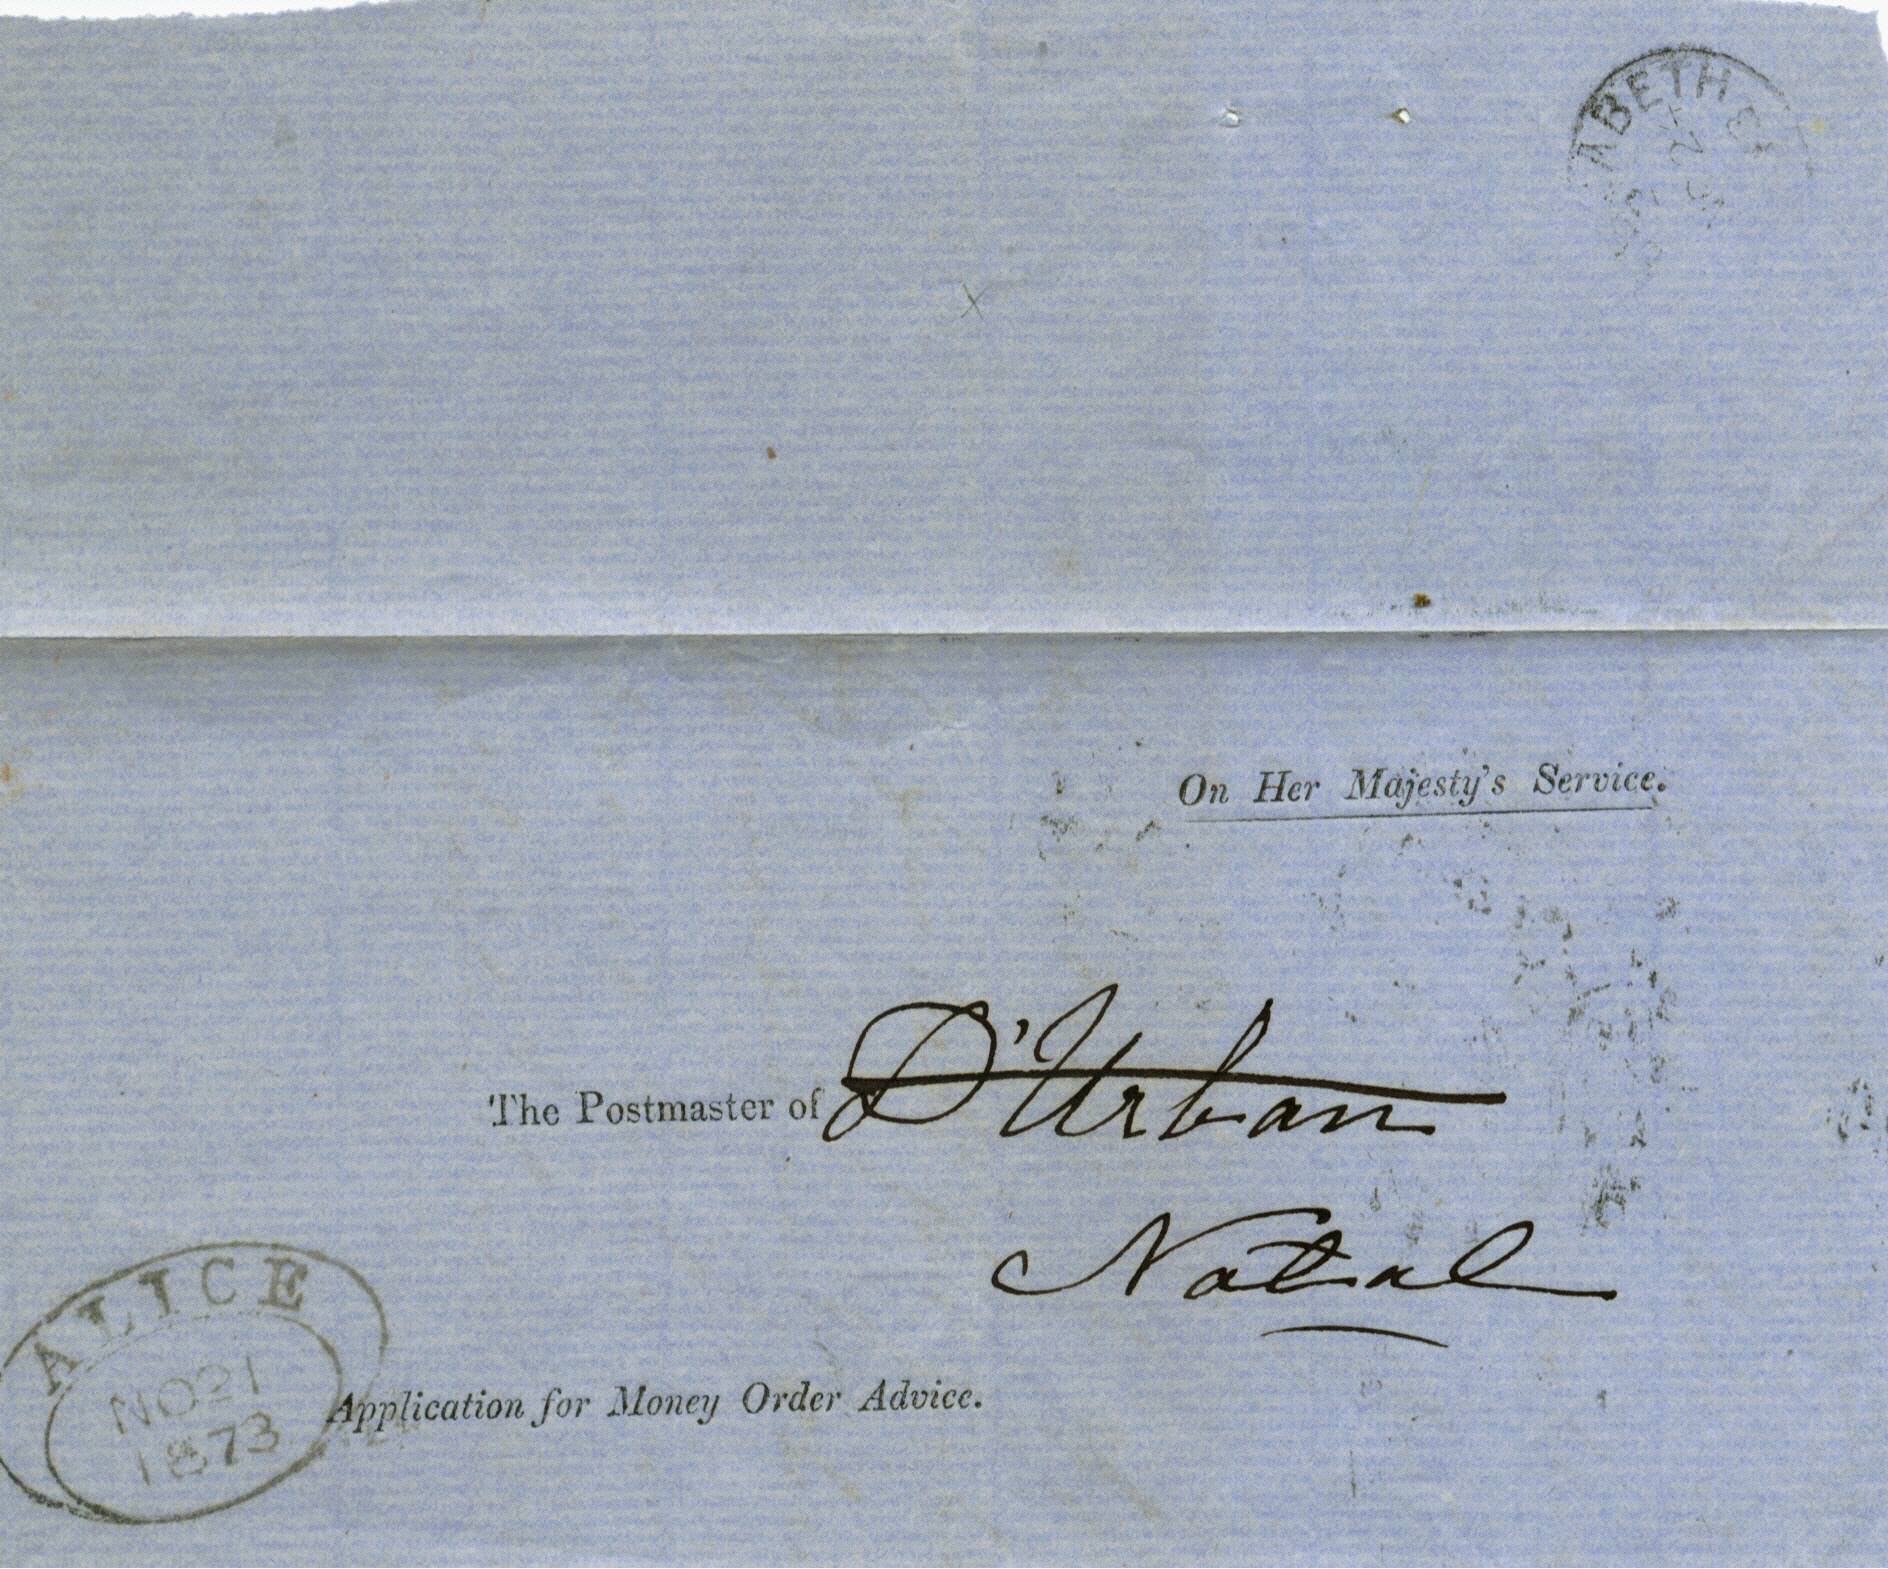 ABETH
On Her Majesty's Service.
The Postmaster of D'Urban
Natal
ALICE
NO 21
1873
Application for Money Order Advice.